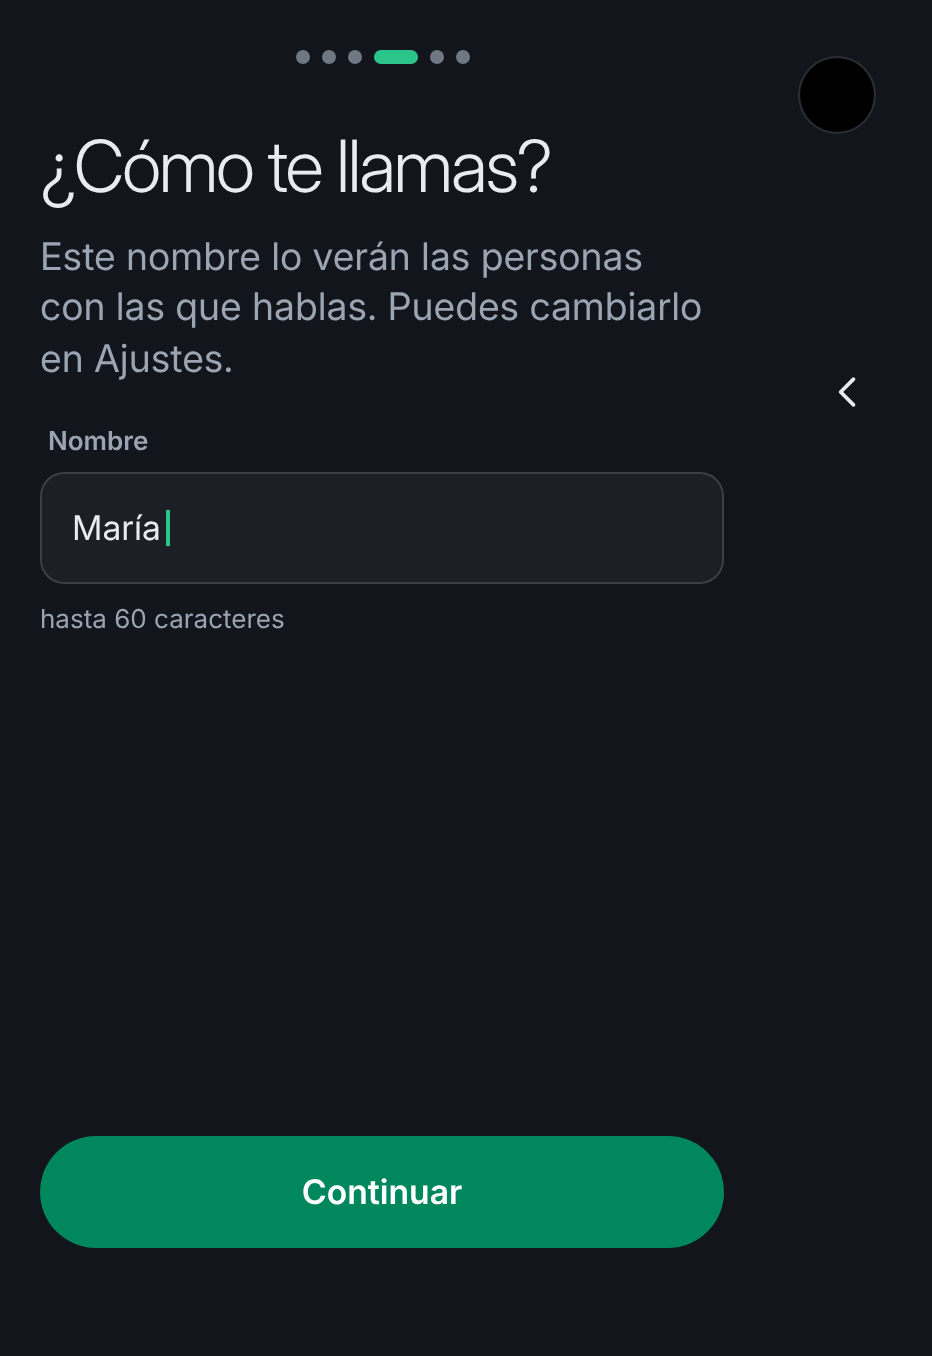 ¿Cómo te llamas?
Este nombre lo verán las personas
con las que hablas. Puedes cambiarlo
en Ajustes.
Nombre
María
hasta 60 caracteres
Continuar